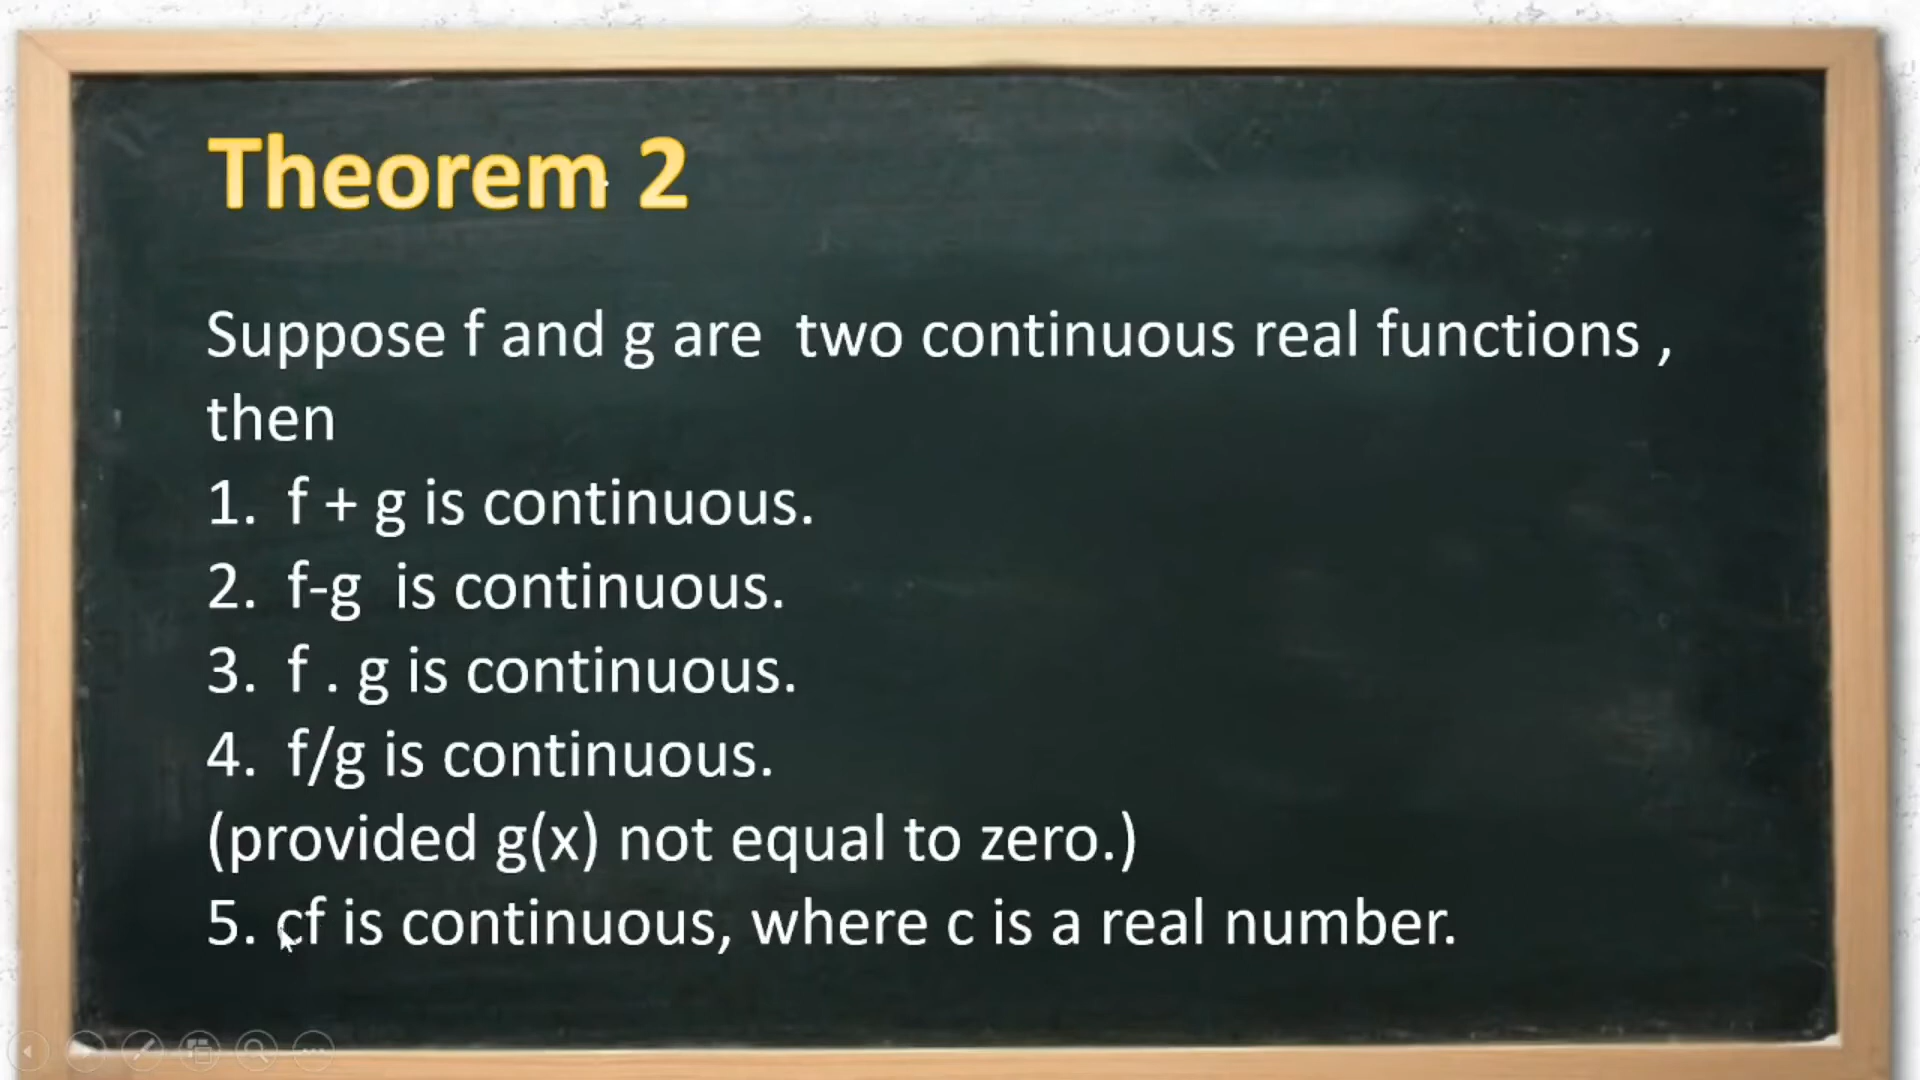 Theorem 2
Suppose f and g are two continuous real functions ,
then
1. f + g is continuous.
2. f-g is continuous.
3. f . g is continuous.
4. f/g is continuous.
(provided g(x) not equal to zero.)
5. cf is continuous, where c is a real number.